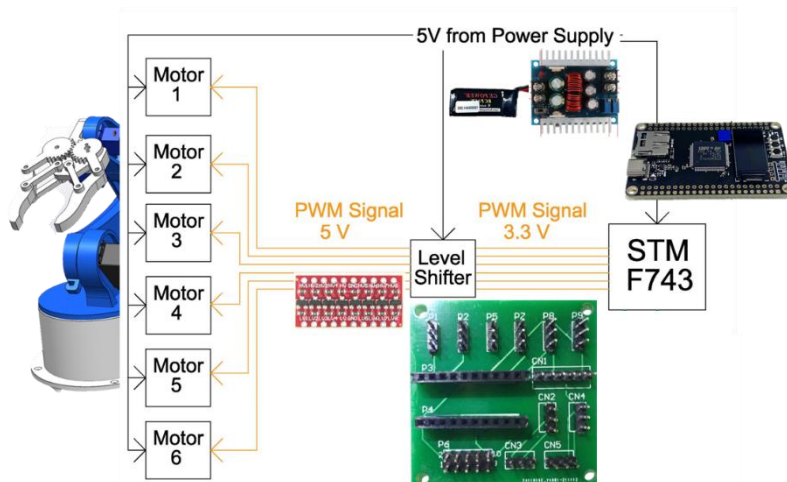 5V from Power Supply
Motor
1
Motor
2
Motor
3
Motor
4
Motor
5
Motor
6
PWM Signal
5 V
PWM Signal
3.3 V
Level
Shifter
STM
F743
P1
P2
P5
PZ
P8
P9
P3
CN1
P4
CN2
CN4
P6
10
CN3
CN5